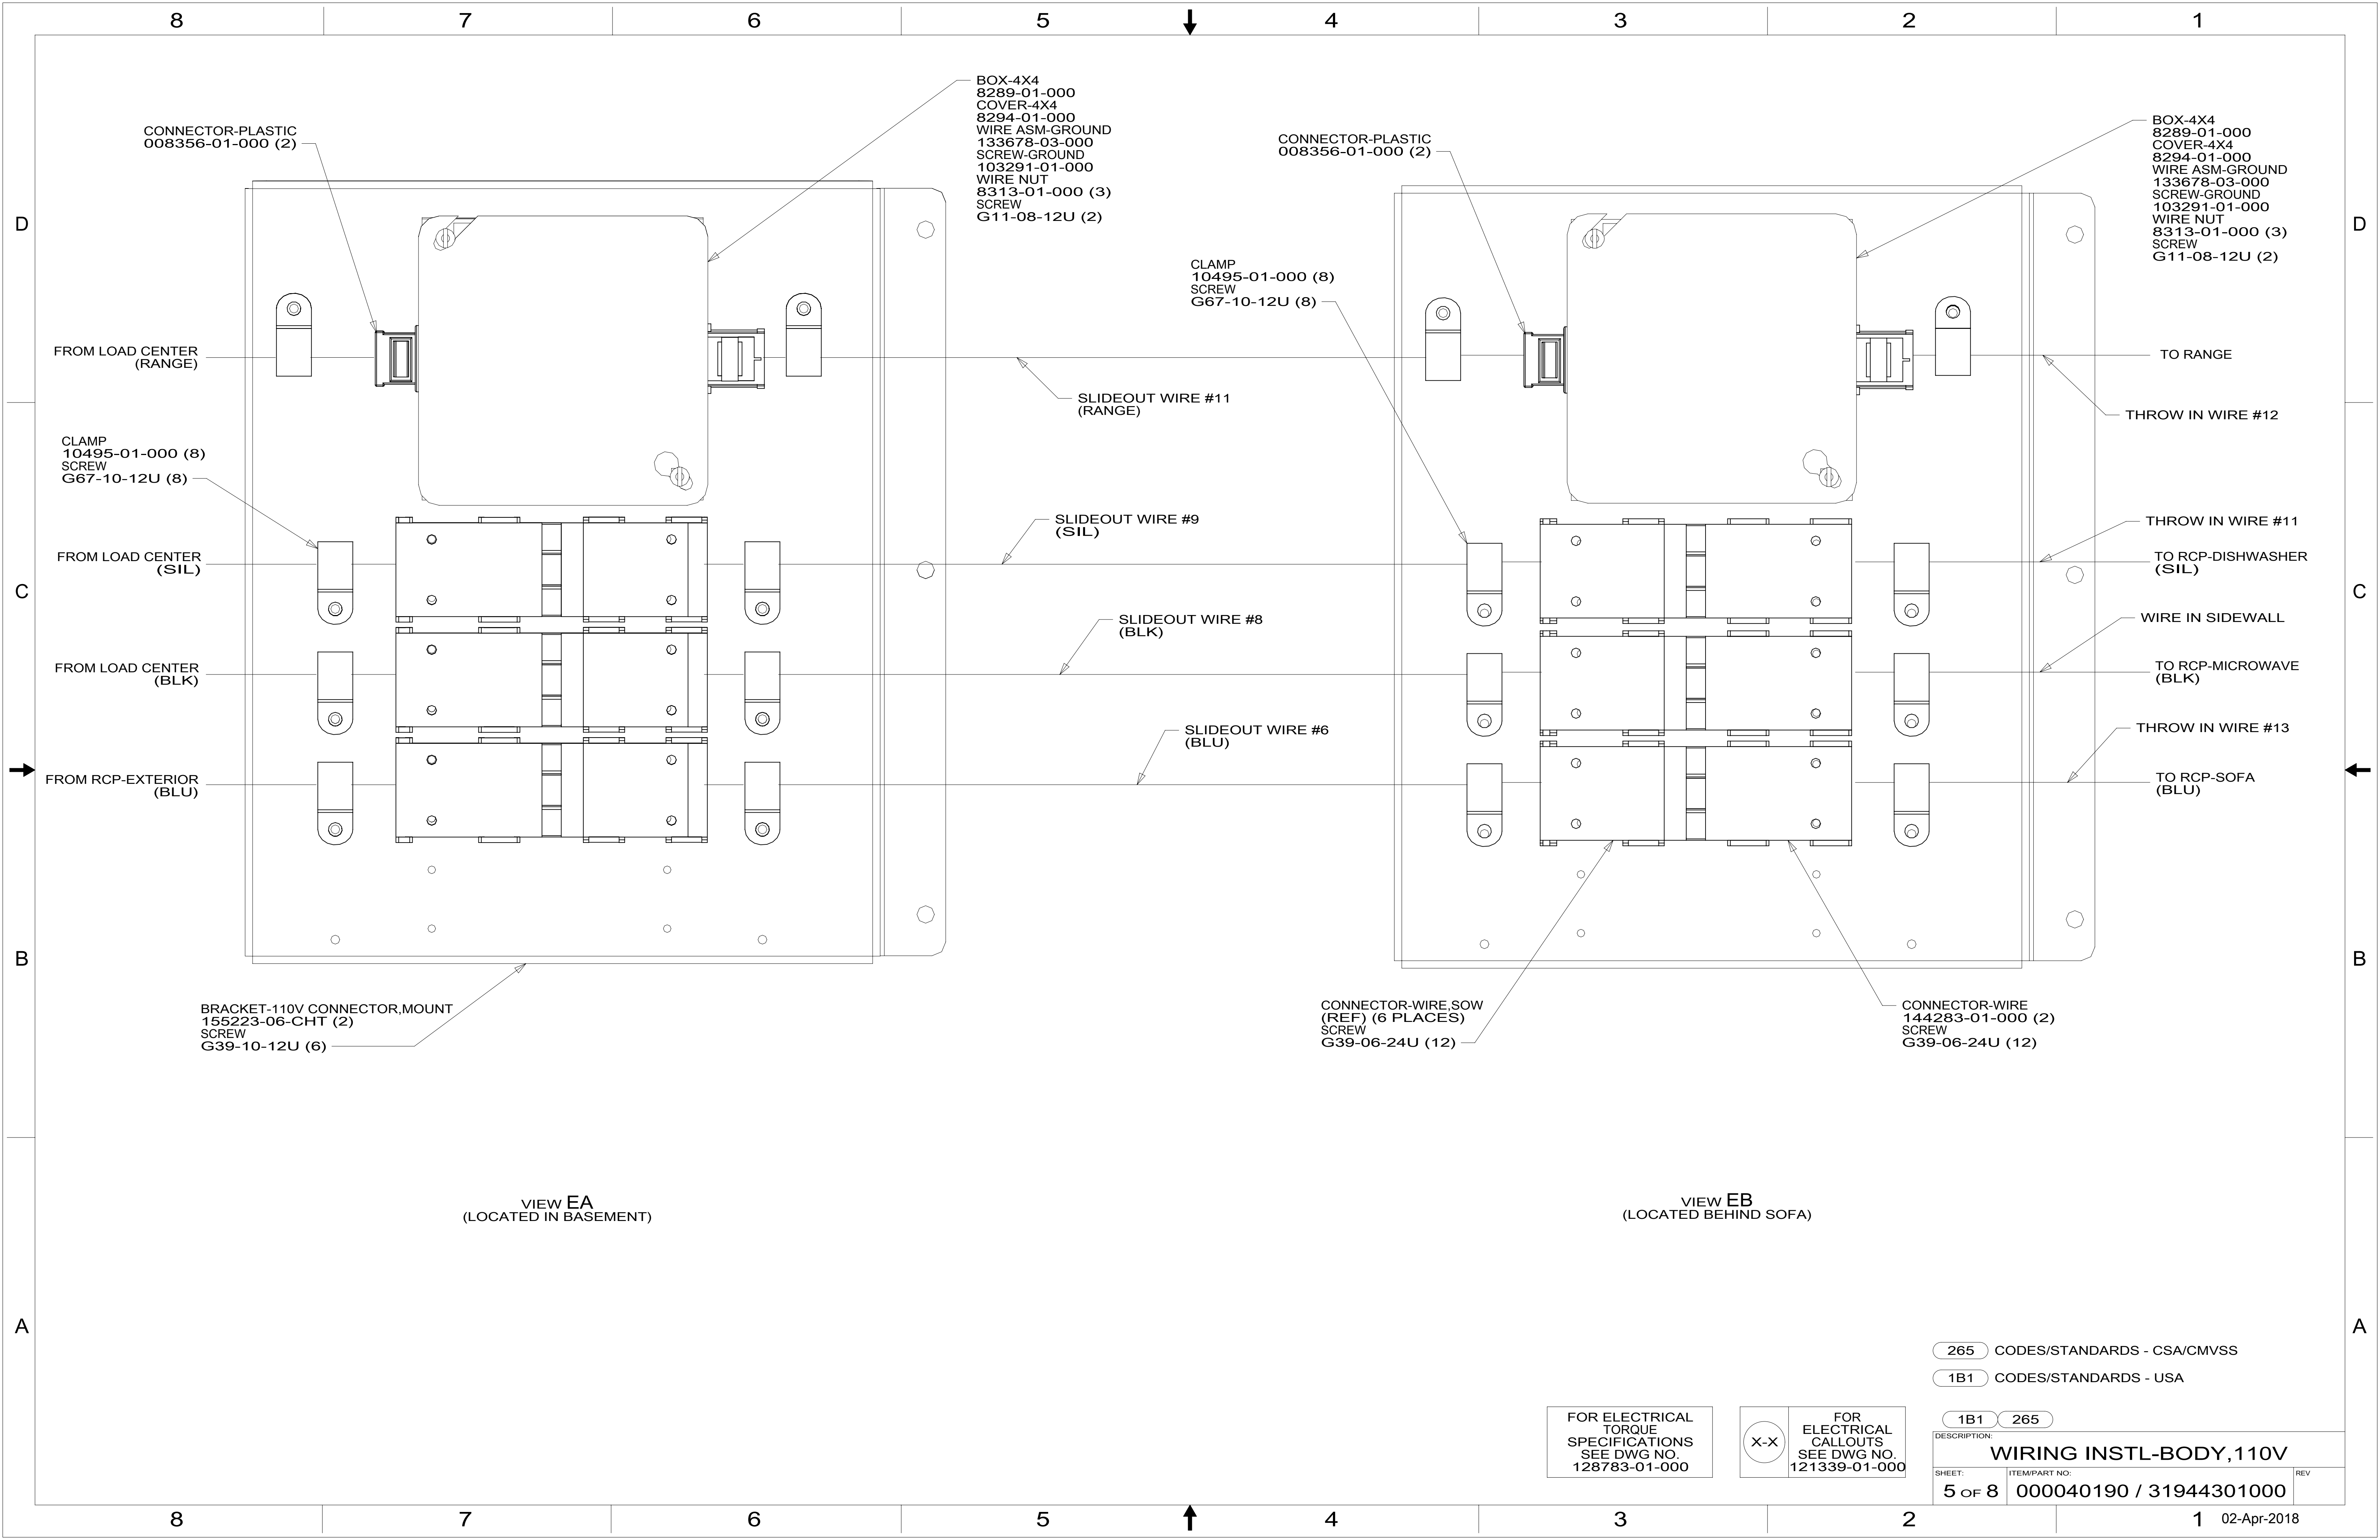 8 7 6 5 4 3 2 1
D
D
C
C
B
B
A
A
CONNECTOR-PLASTIC
008356-01-000 (2)
BOX-4X4
8289-01-000
COVER-4X4
8294-01-000
WIRE ASM-GROUND
133678-03-000
SCREW-GROUND
103291-01-000
WIRE NUT
8313-01-000 (3)
SCREW
G11-08-12U (2)
CONNECTOR-PLASTIC
008356-01-000 (2)
BOX-4X4
8289-01-000
COVER-4X4
8294-01-000
WIRE ASM-GROUND
133678-03-000
SCREW-GROUND
103291-01-000
WIRE NUT
8313-01-000 (3)
SCREW
G11-08-12U (2)
CLAMP
10495-01-000 (8)
SCREW
G67-10-12U (8)
FROM LOAD CENTER
(RANGE)
SLIDEOUT WIRE #11
(RANGE)
TO RANGE
THROW IN WIRE #12
CLAMP
10495-01-000 (8)
SCREW
G67-10-12U (8)
FROM LOAD CENTER
(SIL)
SLIDEOUT WIRE #9
(SIL)
THROW IN WIRE #11
TO RCP-DISHWASHER
(SIL)
FROM LOAD CENTER
(BLK)
SLIDEOUT WIRE #8
(BLK)
WIRE IN SIDEWALL
TO RCP-MICROWAVE
(BLK)
FROM RCP-EXTERIOR
(BLU)
SLIDEOUT WIRE #6
(BLU)
THROW IN WIRE #13
TO RCP-SOFA
(BLU)
BRACKET-110V CONNECTOR,MOUNT
155223-06-CHT (2)
SCREW
G39-10-12U (6)
CONNECTOR-WIRE,SOW
(REF) (6 PLACES)
SCREW
G39-06-24U (12)
CONNECTOR-WIRE
144283-01-000 (2)
SCREW
G39-06-24U (12)
VIEW EA
(LOCATED IN BASEMENT)
VIEW EB
(LOCATED BEHIND SOFA)
265 CODES/STANDARDS - CSA/CMVSS
1B1 CODES/STANDARDS - USA
FOR ELECTRICAL
TORQUE
SPECIFICATIONS
SEE DWG NO.
128783-01-000
X-X
FOR
ELECTRICAL
CALLOUTS
SEE DWG NO.
121339-01-000
1B1 265
DESCRIPTION:
WIRING INSTL-BODY,110V
SHEET:
5 OF 8
ITEM/PART NO:
000040190 / 31944301000
REV
8 7 6 5 4 3 2 1
02-Apr-2018